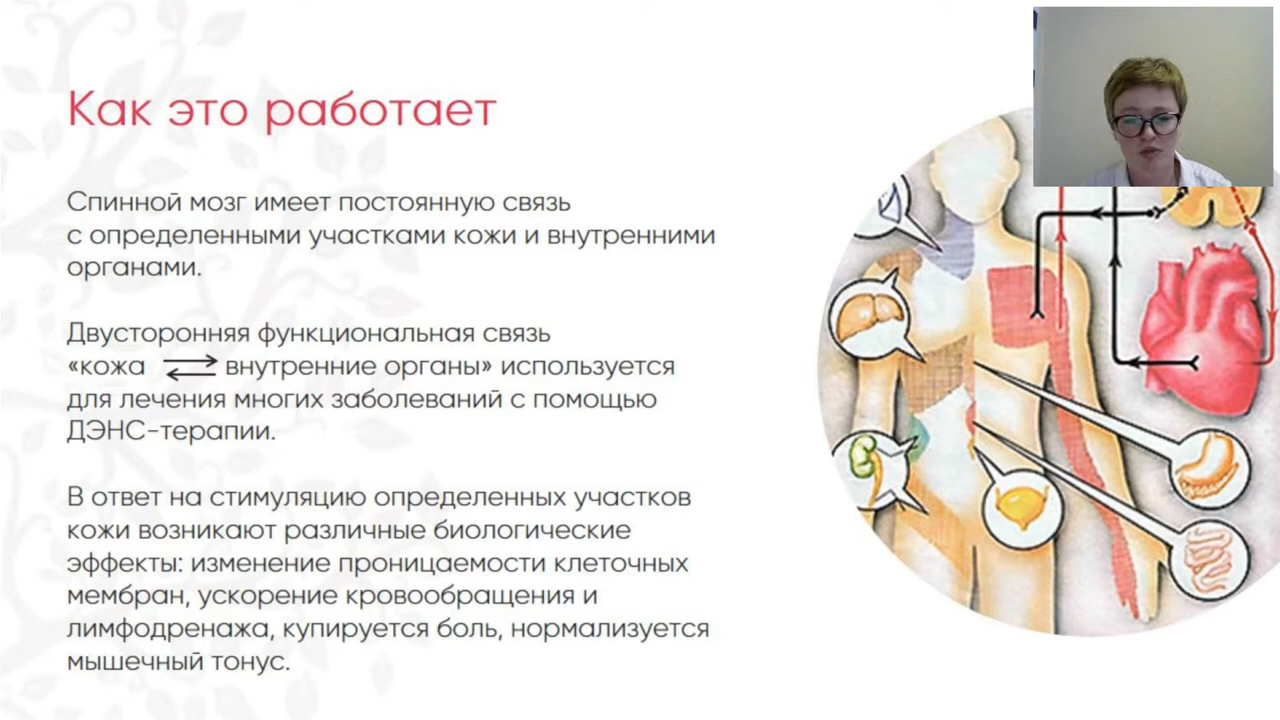 Как это работает
Спинной мозг имеет постоянную связь
с определенными участками кожи и внутренними
органами.
Двусторонняя функциональная связь
«кожа ⇄ внутренние органы» используется
для лечения многих заболеваний с помощью
ДЭНС-терапии.
В ответ на стимуляцию определенных участков
кожи возникают различные биологические
эффекты: изменение проницаемости клеточных
мембран, ускорение кровообращения и
лимфодренажа, купируется боль, нормализуется
мышечный тонус.